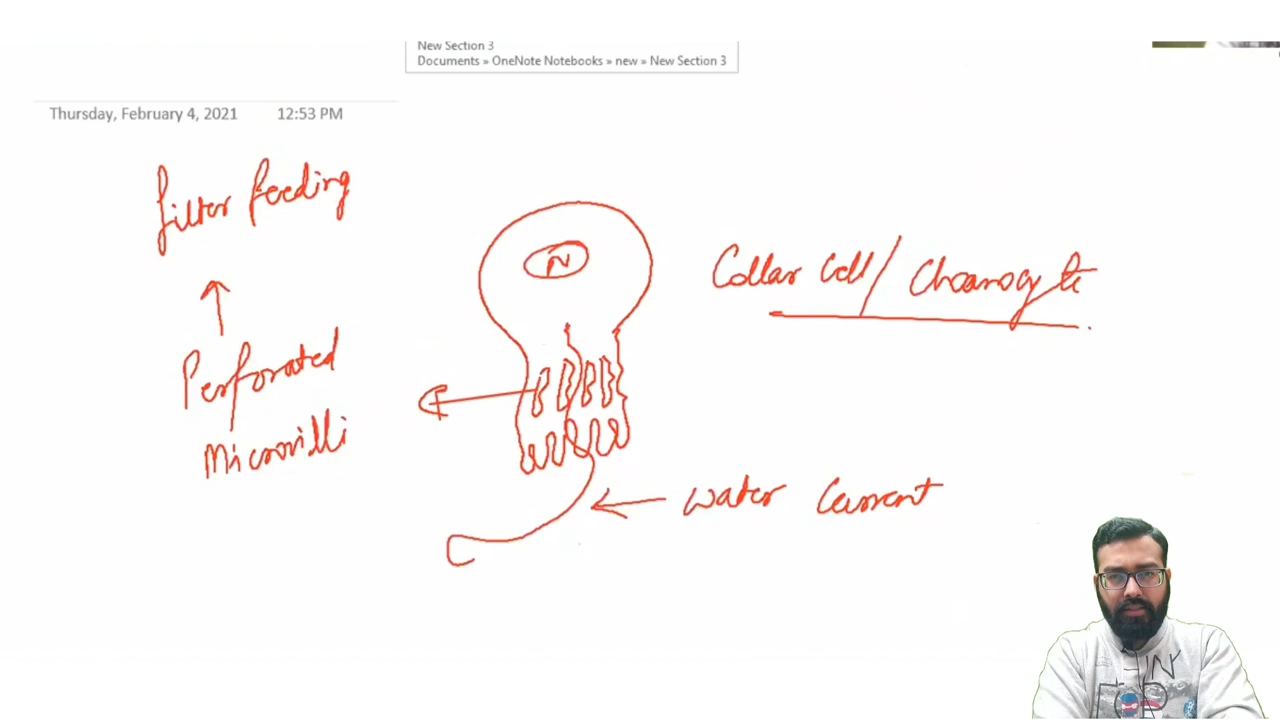 New Section 3
Documents » OneNote Notebooks » new » New Section 3
Thursday, February 4, 2021 12:53 PM
filter feeding
N
Collar Cell / Choanocyte
Perforated
Microvilli
water current